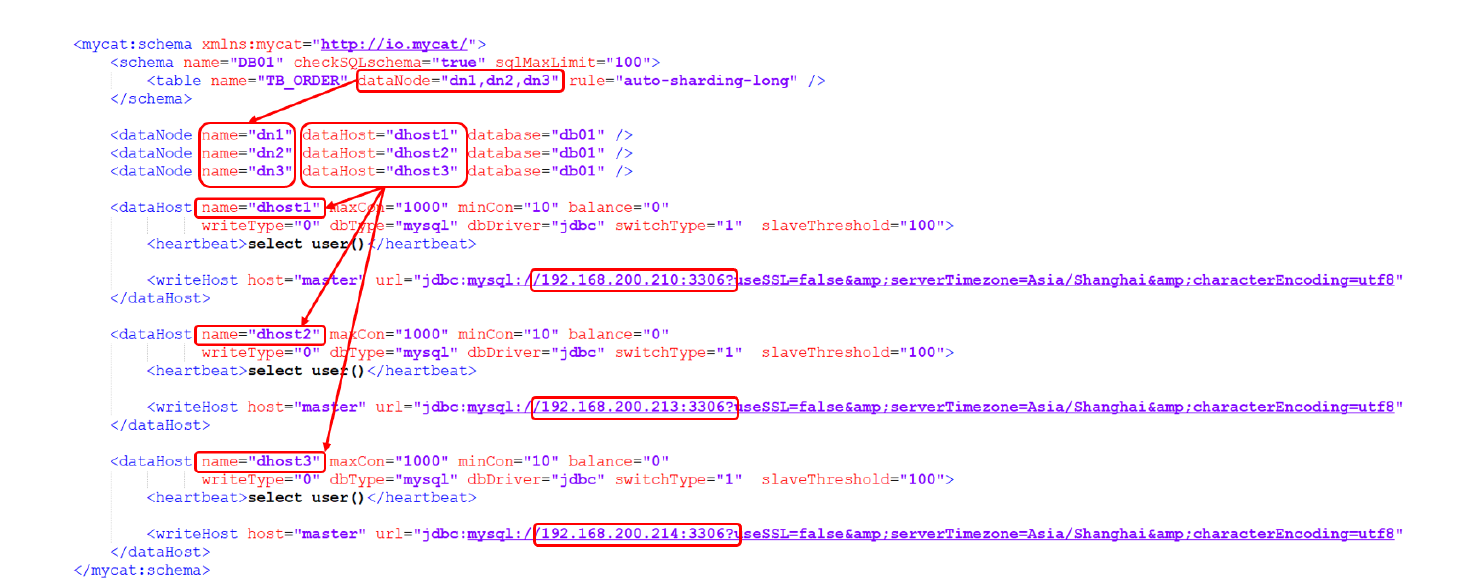 <mycat:schema xmlns:mycat="http://io.mycat/">
<schema name="DB01" checkSQLschema="true" sqlMaxLimit="100">
<table name="TB_ORDER" dataNode="dn1,dn2,dn3" rule="auto-sharding-long" />
</schema>
<dataNode name="dn1" dataHost="dhost1" database="db01" />
<dataNode name="dn2" dataHost="dhost2" database="db01" />
<dataNode name="dn3" dataHost="dhost3" database="db01" />
<dataHost name="dhost1" maxCon="1000" minCon="10" balance="0"
writeType="0" dbType="mysql" dbDriver="jdbc" switchType="1" slaveThreshold="100">
<heartbeat>select user()</heartbeat>
<writeHost host="master" url="jdbc:mysql://192.168.200.210:3306?useSSL=false&amp;serverTimezone=Asia/Shanghai&amp;characterEncoding=utf8"
</dataHost>
<dataHost name="dhost2" maxCon="1000" minCon="10" balance="0"
writeType="0" dbType="mysql" dbDriver="jdbc" switchType="1" slaveThreshold="100">
<heartbeat>select user()</heartbeat>
<writeHost host="master" url="jdbc:mysql://192.168.200.213:3306?useSSL=false&amp;serverTimezone=Asia/Shanghai&amp;characterEncoding=utf8"
</dataHost>
<dataHost name="dhost3" maxCon="1000" minCon="10" balance="0"
writeType="0" dbType="mysql" dbDriver="jdbc" switchType="1" slaveThreshold="100">
<heartbeat>select user()</heartbeat>
<writeHost host="master" url="jdbc:mysql://192.168.200.214:3306?useSSL=false&amp;serverTimezone=Asia/Shanghai&amp;characterEncoding=utf8"
</dataHost>
</mycat:schema>